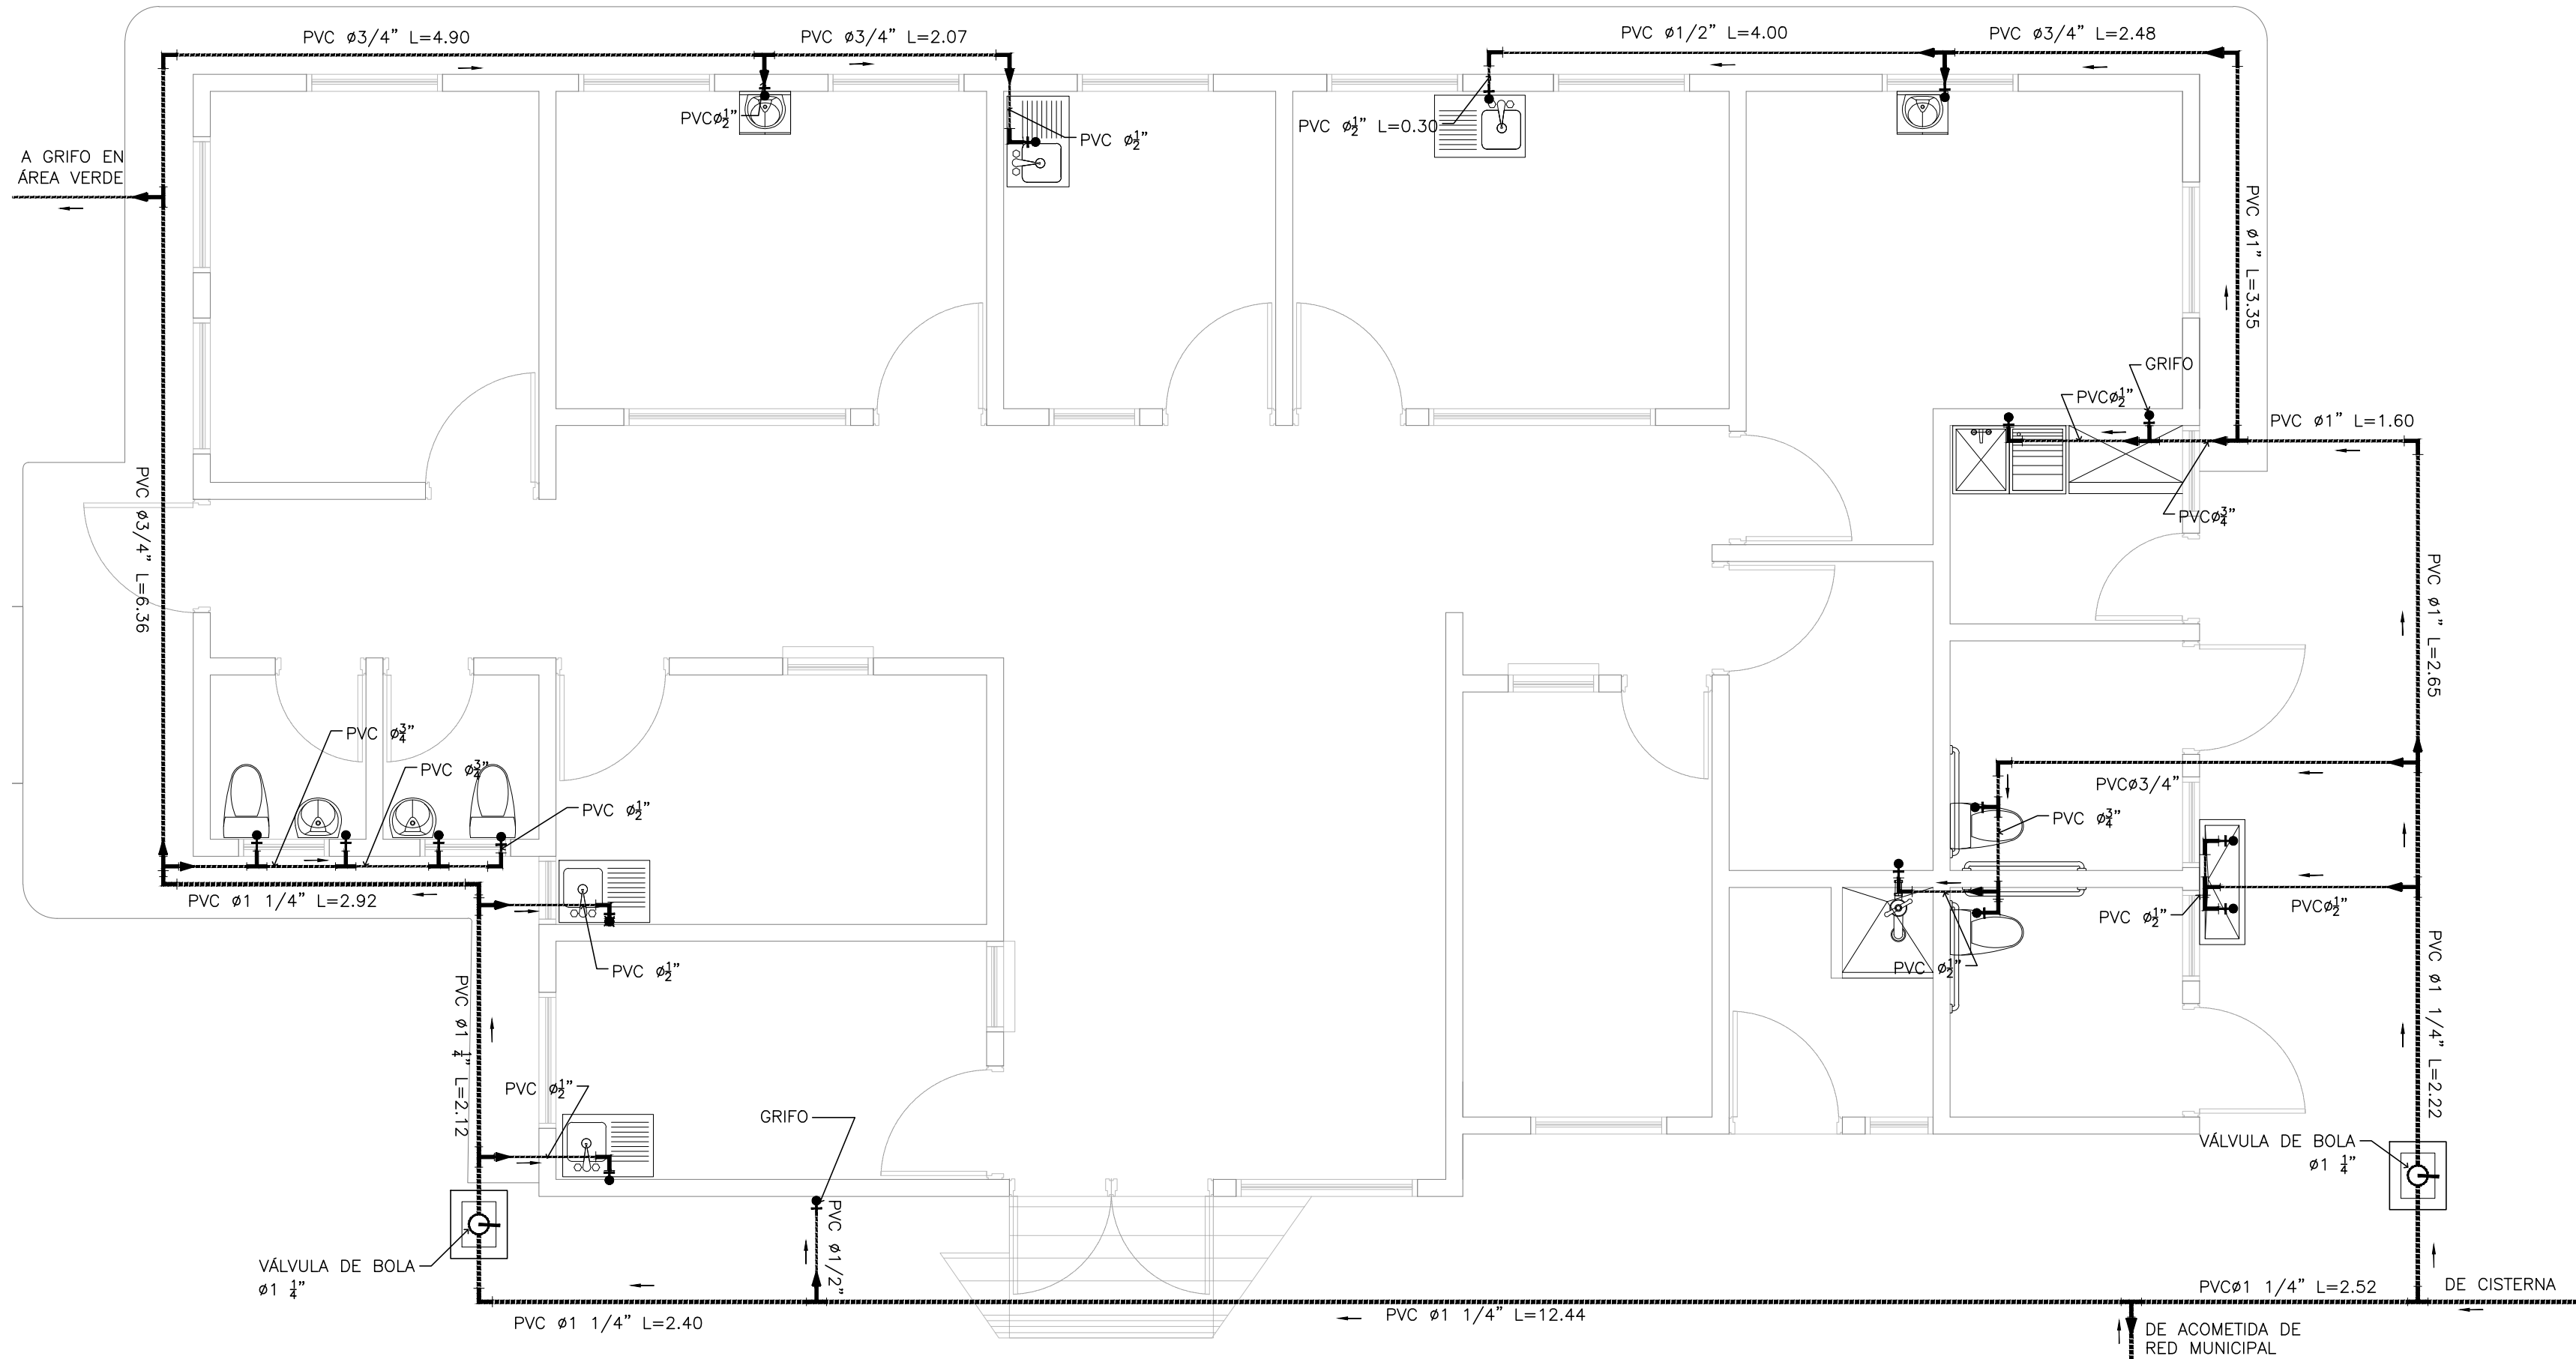 PVC ø3/4" L=4.90
PVC ø3/4" L=2.07
PVC ø1/2" L=4.00
PVC ø3/4" L=2.48
PVCø½"
PVC ø½"
PVC ø½" L=0.30
A GRIFO EN
ÁREA VERDE
PVC ø1" L=3.35
GRIFO
PVCø½"
PVC ø1" L=1.60
PVCø¾"
PVC ø3/4" L=6.36
PVC ø1" L=2.65
PVC ø¾"
PVC ø¾"
PVC ø½"
PVCø3/4"
PVC ø¾"
PVC ø1 1/4" L=2.92
PVC ø½"
PVCø½"
PVC ø½"
PVC ø½"
PVC ø1 ¼" L=2.12
PVC ø1 1/4" L=2.22
PVC ø½"
GRIFO
VÁLVULA DE BOLA
ø1 ¼"
PVC ø1/2"
VÁLVULA DE BOLA
ø1 ¼"
PVCø1 1/4" L=2.52
DE CISTERNA
PVC ø1 1/4" L=2.40
PVC ø1 1/4" L=12.44
DE ACOMETIDA DE
RED MUNICIPAL